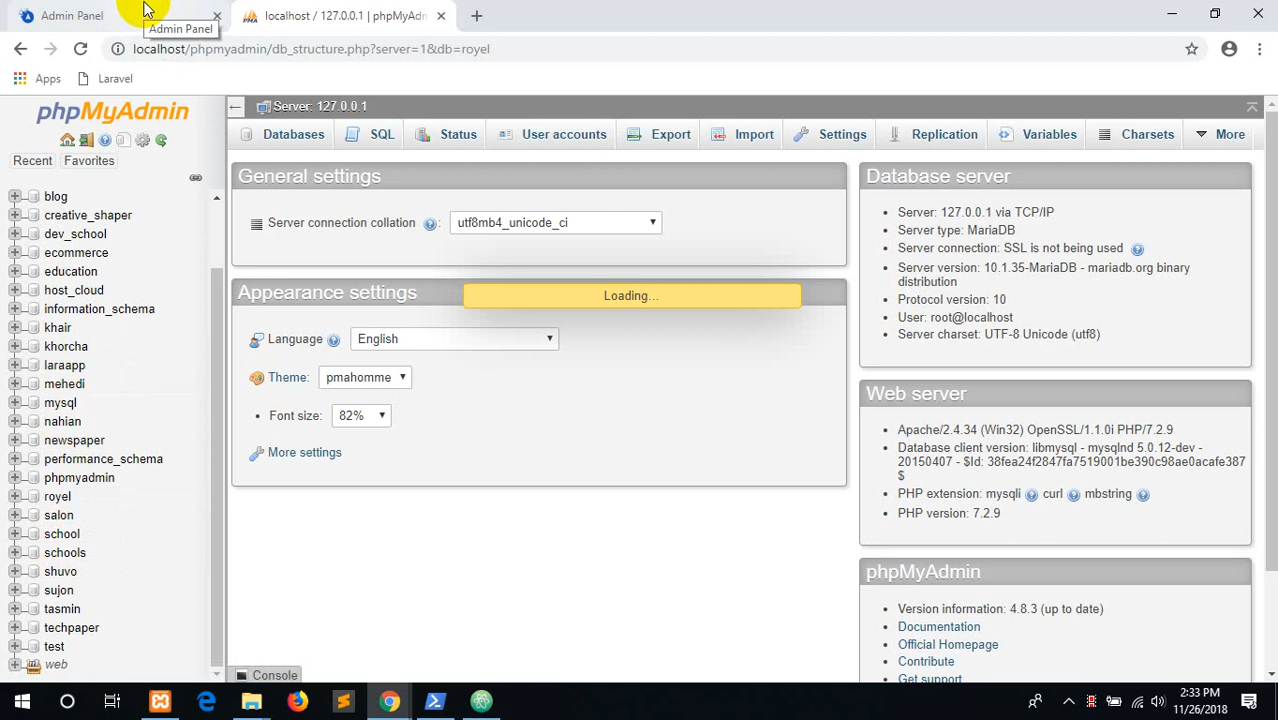 Admin Panel
localhost / 127.0.0.1 | phpMyAdm
Admin Panel
localhost/phpmyadmin/db_structure.php?server=1&db=royel
Apps
Laravel
phpMyAdmin
Recent
Favorites
blog
creative_shaper
dev_school
ecommerce
education
host_cloud
information_schema
khair
khorcha
laraapp
mehedi
mysql
nahian
newspaper
performance_schema
phpmyadmin
royel
salon
school
schools
shuvo
sujon
tasmin
techpaper
test
web
Server: 127.0.0.1
Databases
SQL
Status
User accounts
Export
Import
Settings
Replication
Variables
Charsets
More
General settings
Server connection collation
:
utf8mb4_unicode_ci
Appearance settings
Loading...
Language
English
Theme:
pmahomme
Font size:
82%
More settings
Database server
Server: 127.0.0.1 via TCP/IP
Server type: MariaDB
Server connection: SSL is not being used
Server version: 10.1.35-MariaDB - mariadb.org binary
distribution
Protocol version: 10
User: root@localhost
Server charset: UTF-8 Unicode (utf8)
Web server
Apache/2.4.34 (Win32) OpenSSL/1.1.0i PHP/7.2.9
Database client version: libmysql - mysqlnd 5.0.12-dev -
20150407 - $Id: 38fea24f2847fa7519001be390c98ae0acafe387
$
PHP extension: mysqli
curl
mbstring
PHP version: 7.2.9
phpMyAdmin
Version information: 4.8.3 (up to date)
Documentation
Official Homepage
Contribute
Get support
Console
2:33 PM
11/26/2018